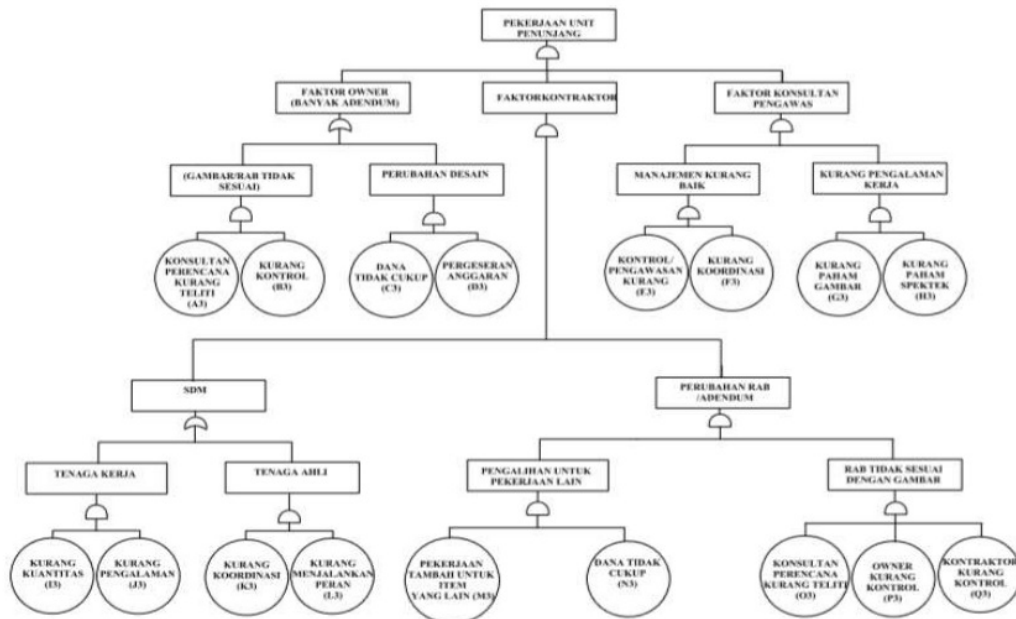 PEKERJAAN UNIT
PENUNJANG
FAKTOR OWNER
(BANYAK ADENDUM)
FAKTORKONTRAKTOR
FAKTOR KONSULTAN
PENGAWAS
(GAMBAR/RAB TIDAK
SESUAI)
PERUBAHAN DESAIN
MANAJEMEN KURANG
BAIK
KURANG PENGALAMAN
KERJA
KONSULTAN
PERENCANA
KURANG
TELITI
(A3)
KURANG
KONTROL
(B3)
DANA
TIDAK CUKUP
(C3)
PERGESERAN
ANGGARAN
(D3)
KONTROL/
PENGAWASAN
KURANG
(E3)
KURANG
KOORDINASI
(F3)
KURANG
PAHAM
GAMBAR
(G3)
KURANG
PAHAM
SPEKTEK
(H3)
SDM
PERUBAHAN RAB
/ADENDUM
TENAGA KERJA
TENAGA AHLI
PENGALIHAN UNTUK
PEKERJAAN LAIN
RAB TIDAK SESUAI
DENGAN GAMBAR
KURANG
KUANTITAS
(I3)
KURANG
PENGALAMAN
(J3)
KURANG
KOORDINASI
(K3)
KURANG
MENJALANKAN
PERAN
(L3)
PEKERJAAN
TAMBAH UNTUK
ITEM
YANG LAIN (M3)
DANA TIDAK
CUKUP
(N3)
KONSULTAN
PERENCANA
KURANG TELITI
(O3)
OWNER
KURANG
KONTROL
(P3)
KONTRAKTOR
KURANG
KONTROL
(Q3)